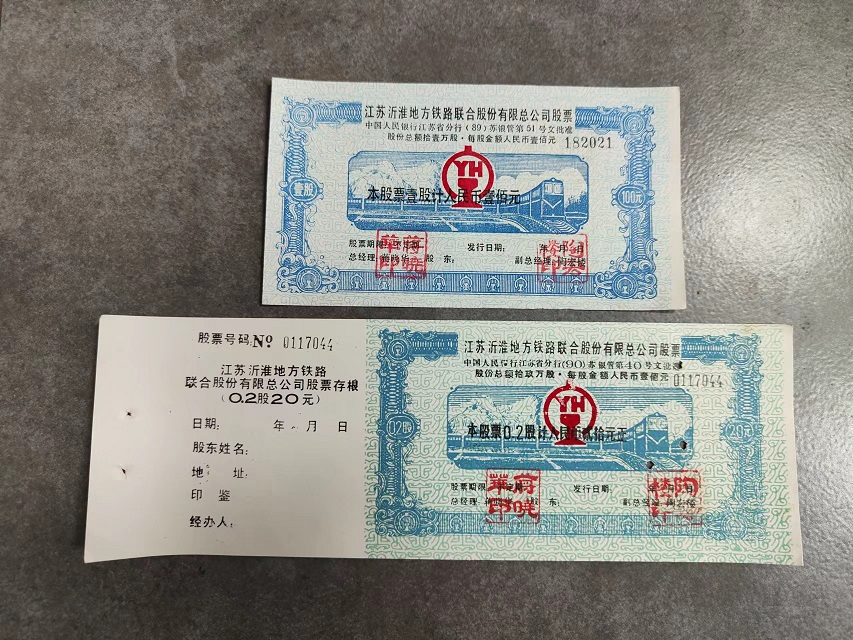 江苏沂淮地方铁路联合股份有限总公司股票
中国人民银行江苏省分行(89)苏银管第51号文批准
股份总额拾壹万股·每股金额人民币壹佰元 182021
YH
壹股 100元
本股票壹股计人民币壹佰元
股票期限: 发行日期: 年 月 日
总经理: 股东: 副总经理:
股票号码 No 0117044
江苏沂淮地方铁路
联合股份有限总公司股票存根
(0.2股20元)
日期: 年 月 日
股东姓名:
地 址:
印 鉴
经办人:
江苏沂淮地方铁路联合股份有限总公司股票
中国人民银行江苏省分行(90)苏银管第40号文批准
股份总额拾玖万股·每股金额人民币壹佰元 0117044
YH
0.2股 20元
本股票0.2股计人民币贰拾元正
股票期限: 发行日期:
总经理: 股东: 副总经理: